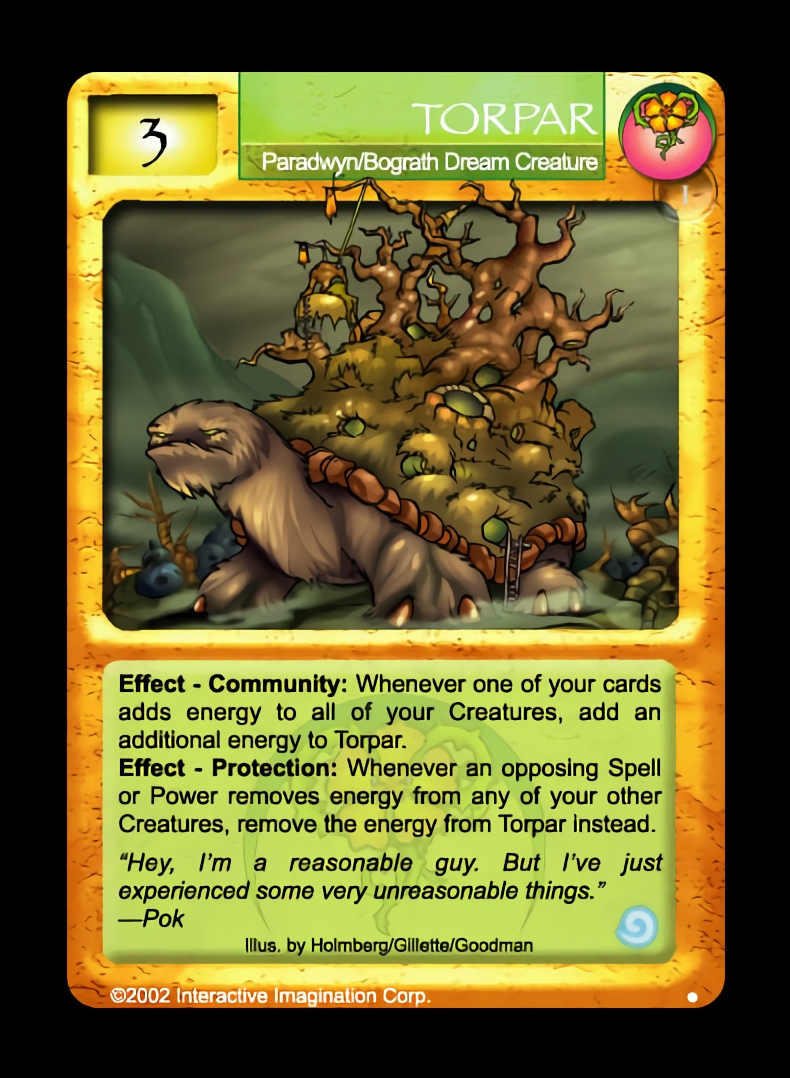 3
TORPAR
Paradwyn/Bograth Dream Creature
1
Effect - Community: Whenever one of your cards
adds energy to all of your Creatures, add an
additional energy to Torpar.
Effect - Protection: Whenever an opposing Spell
or Power removes energy from any of your other
Creatures, remove the energy from Torpar instead.
“Hey, I’m a reasonable guy. But I’ve just
experienced some very unreasonable things.”
—Pok
Illus. by Holmberg/Gillette/Goodman
©2002 Interactive Imagination Corp.